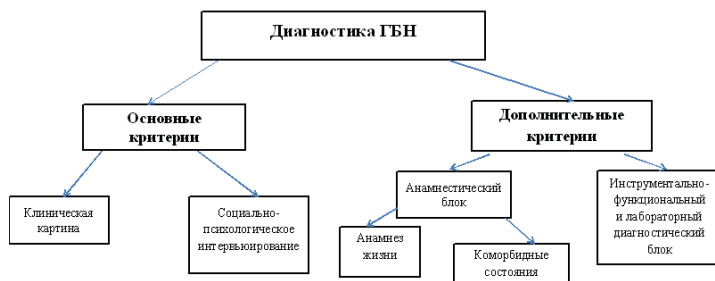 Диагностика ГБН
Основные
критерии
Дополнительные
критерии
Клиническая
картина
Социально-
психологическое
интервьюирование
Анамнестический
блок
Инструментально-
функциональный
и лабораторный
диагностический
блок
Анамнез
жизни
Коморбидные
состояния